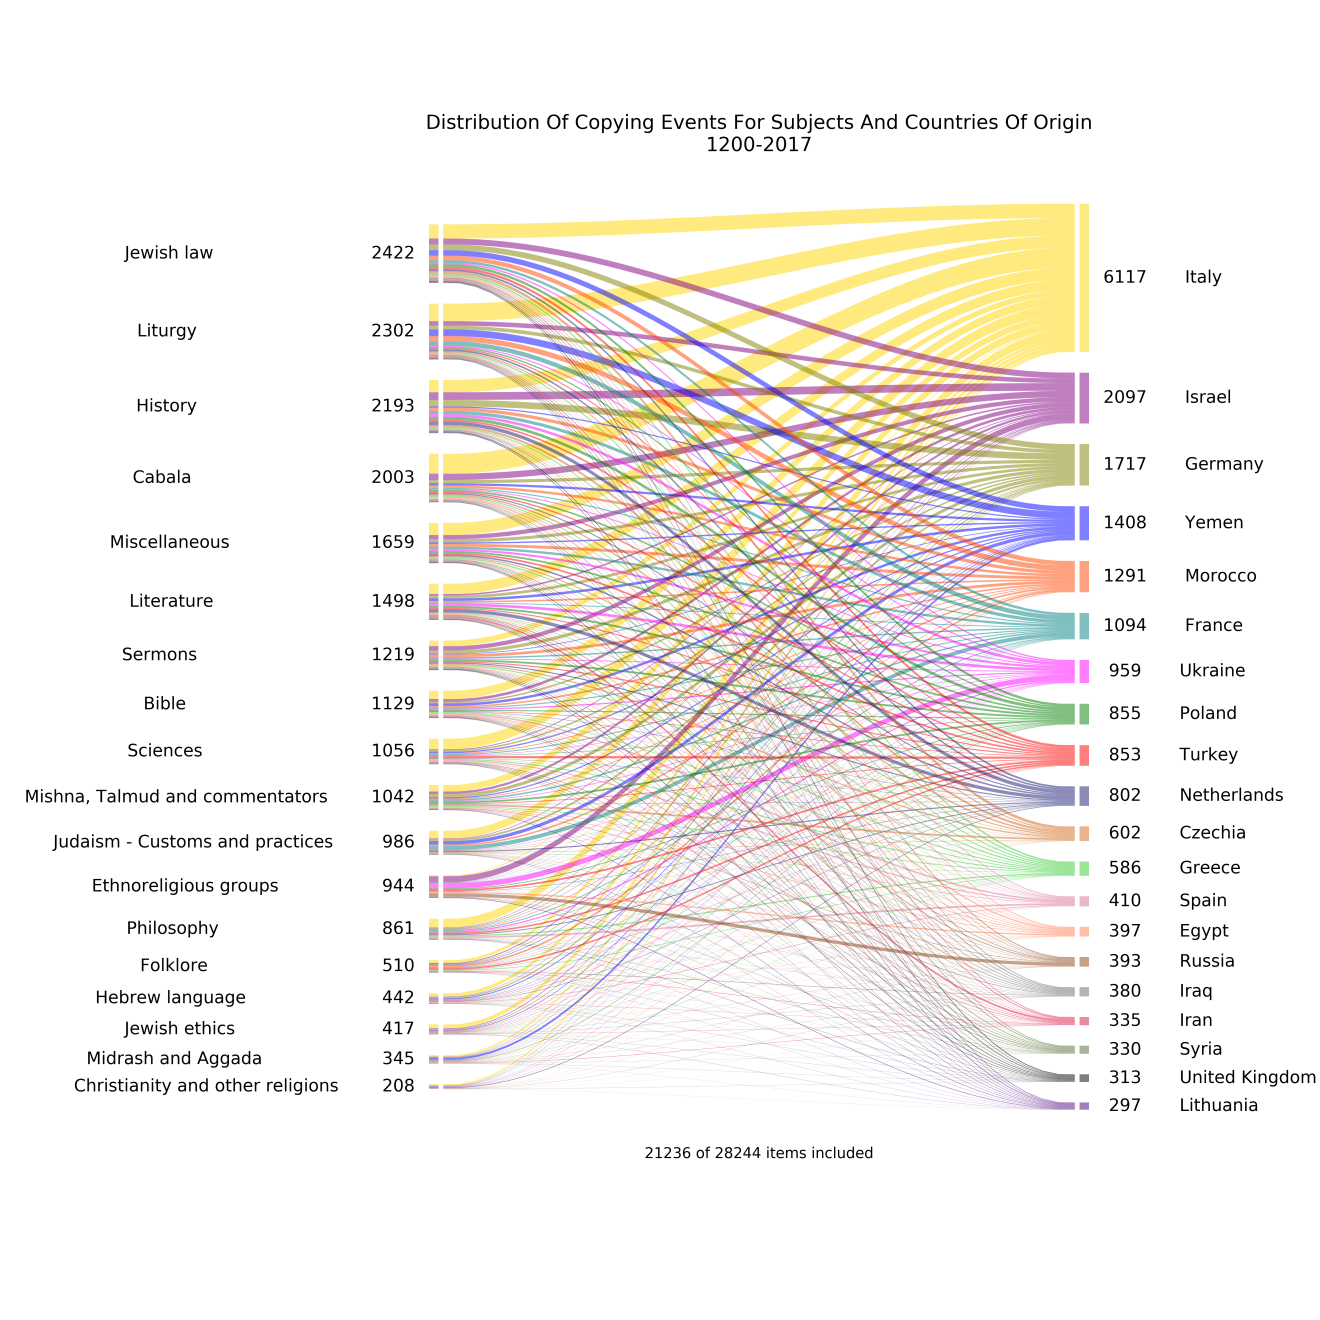 Distribution Of Copying Events For Subjects And Countries Of Origin
1200-2017
Jewish law 2422
Liturgy 2302
History 2193
Cabala 2003
Miscellaneous 1659
Literature 1498
Sermons 1219
Bible 1129
Sciences 1056
Mishna, Talmud and commentators 1042
Judaism - Customs and practices 986
Ethnoreligious groups 944
Philosophy 861
Folklore 510
Hebrew language 442
Jewish ethics 417
Midrash and Aggada 345
Christianity and other religions 208
6117 Italy
2097 Israel
1717 Germany
1408 Yemen
1291 Morocco
1094 France
959 Ukraine
855 Poland
853 Turkey
802 Netherlands
602 Czechia
586 Greece
410 Spain
397 Egypt
393 Russia
380 Iraq
335 Iran
330 Syria
313 United Kingdom
297 Lithuania
21236 of 28244 items included